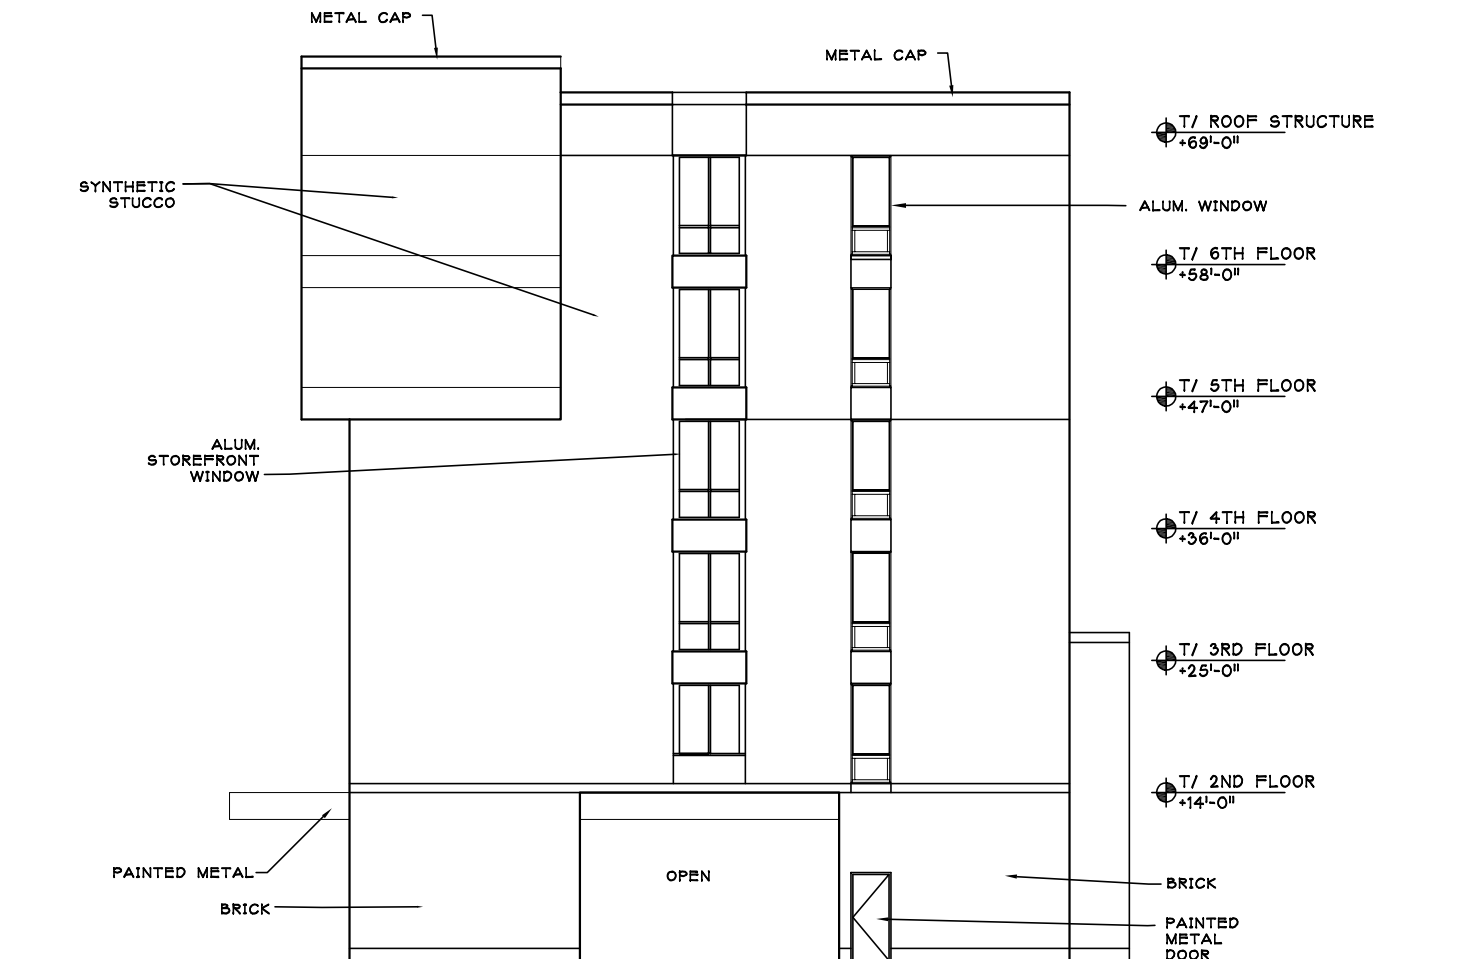 METAL CAP
METAL CAP
T/ ROOF STRUCTURE
+69'-0"
SYNTHETIC
STUCCO
ALUM. WINDOW
T/ 6TH FLOOR
+58'-0"
T/ 5TH FLOOR
+47'-0"
ALUM.
STOREFRONT
WINDOW
T/ 4TH FLOOR
+36'-0"
T/ 3RD FLOOR
+25'-0"
T/ 2ND FLOOR
+14'-0"
PAINTED METAL
OPEN
BRICK
BRICK
PAINTED
METAL
DOOR